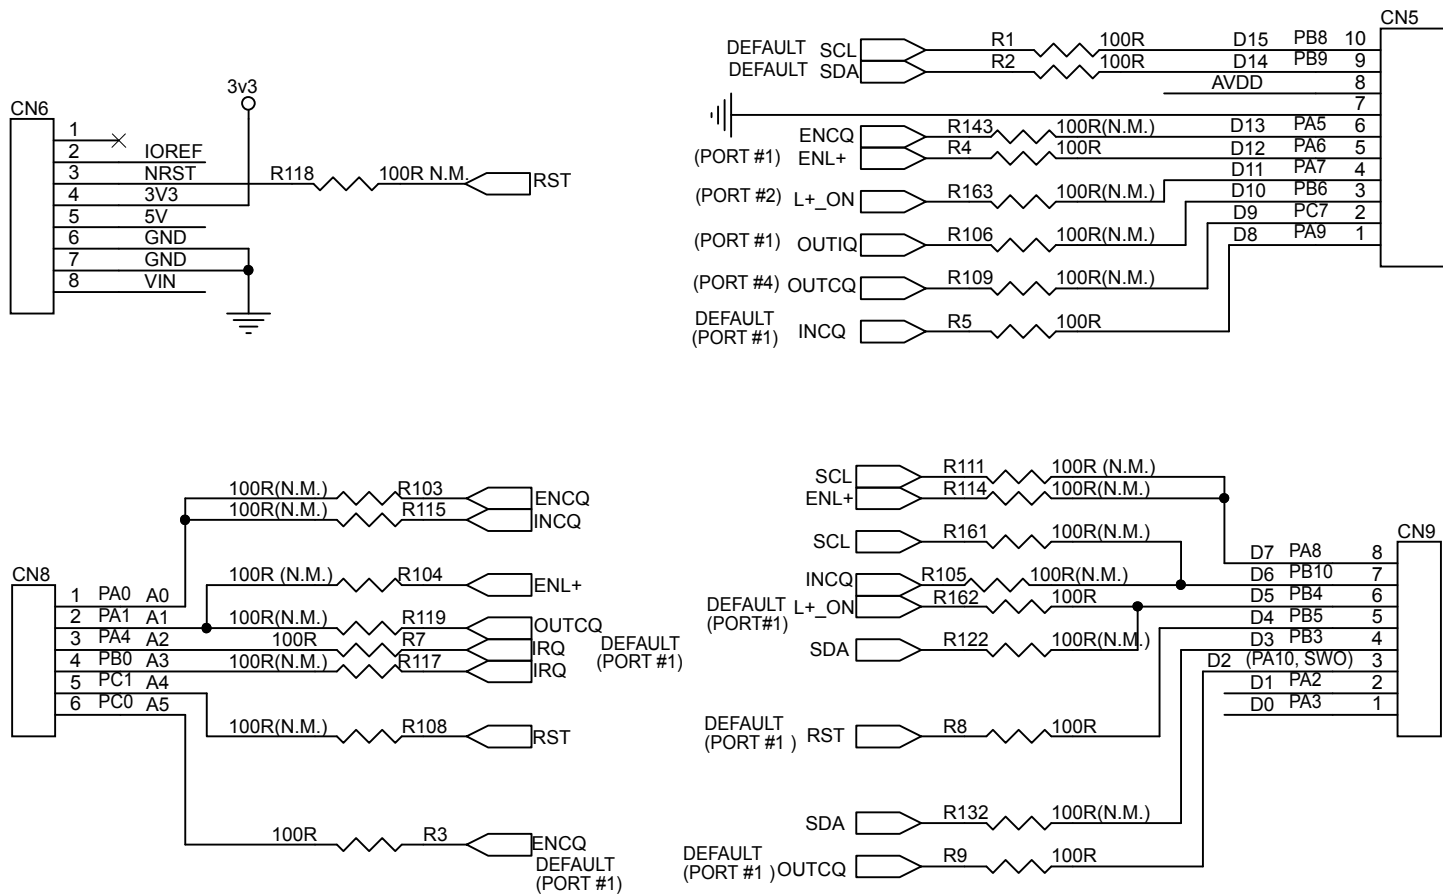 CN6
3v3
1
2 IOREF
3 NRST R118 100R N.M. RST
4 3V3
5 5V
6 GND
7 GND
8 VIN
CN5
DEFAULT SCL R1 100R D15 PB8 10
DEFAULT SDA R2 100R D14 PB9 9
AVDD 8
7
ENCQ R143 100R(N.M.) D13 PA5 6
(PORT #1) ENL+ R4 100R D12 PA6 5
D11 PA7 4
(PORT #2) L+_ON R163 100R(N.M.) D10 PB6 3
D9 PC7 2
(PORT #1) OUTIQ R106 100R(N.M.) D8 PA9 1
(PORT #4) OUTCQ R109 100R(N.M.)
DEFAULT
(PORT #1) INCQ R5 100R
100R(N.M.) R103 ENCQ
100R(N.M.) R115 INCQ
CN8
100R (N.M.) R104 ENL+
1 PA0 A0
2 PA1 A1 100R(N.M.) R119 OUTCQ
3 PA4 A2 100R R7 IRQ DEFAULT
(PORT #1)
4 PB0 A3 100R(N.M.) R117 IRQ
5 PC1 A4
6 PC0 A5
100R(N.M.) R108 RST
100R R3 ENCQ
DEFAULT
(PORT #1)
SCL R111 100R (N.M.)
ENL+ R114 100R(N.M.)
CN9
SCL R161 100R(N.M.)
D7 PA8 8
INCQ R105 100R(N.M.) D6 PB10 7
DEFAULT
(PORT#1) L+_ON R162 100R D5 PB4 6
D4 PB5 5
SDA R122 100R(N.M.) D3 PB3 4
D2 (PA10, SWO) 3
D1 PA2 2
D0 PA3 1
DEFAULT
(PORT #1 ) RST R8 100R
SDA R132 100R(N.M.)
DEFAULT
(PORT #1 ) OUTCQ R9 100R